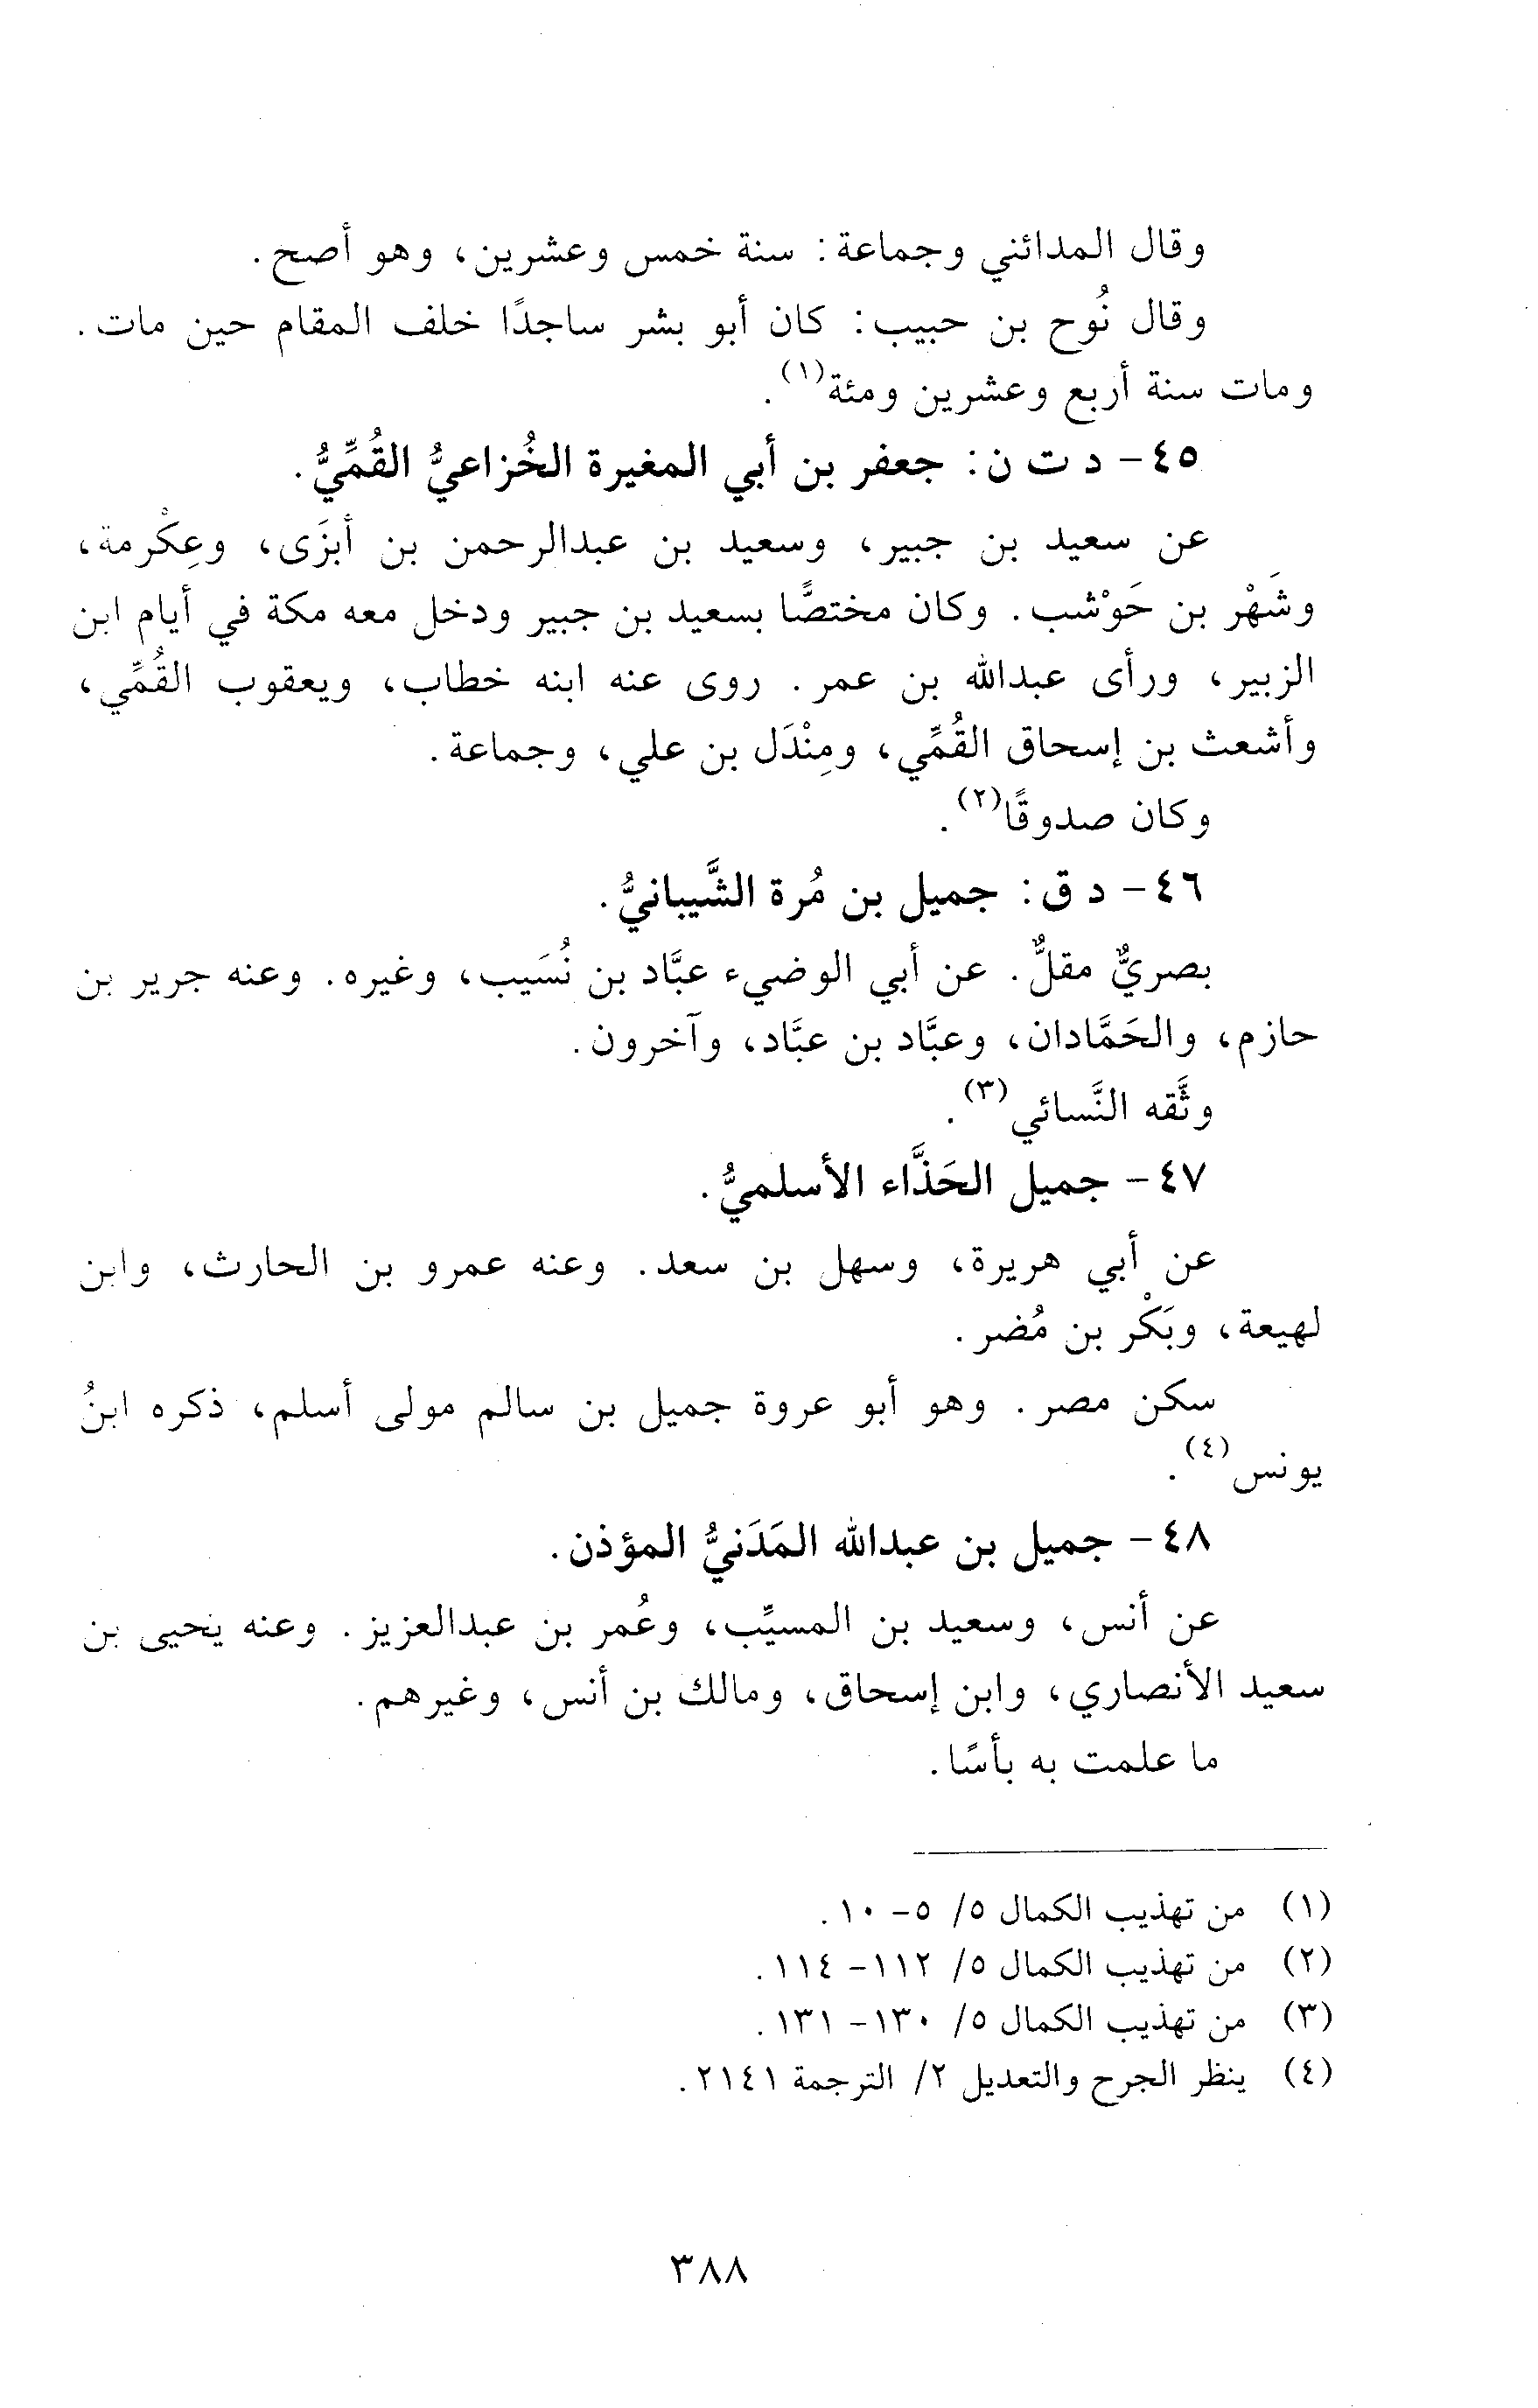 وقال المدائني وجماعة: سنة خمس وعشرين، وهو أصح.
وقال نُوح بن حبيب: كان أبو بشر ساجدًا خلف المقام حين مات.
ومات سنة أربع وعشرين ومئة(١).
٤٥- د ت ن: جعفر بن أبي المغيرة الخُزاعيُّ القُمِّيُّ.
عن سعيد بن جبير، وسعيد بن عبدالرحمن بن أبزَى، وعِكْرمة،
وشَهْر بن حَوْشب. وكان مختصًّا بسعيد بن جبير ودخل معه مكة في أيام ابن
الزبير، ورأى عبدالله بن عمر. روى عنه ابنه خطاب، ويعقوب القُمِّي،
وأشعث بن إسحاق القُمِّي، ومِنْدَل بن علي، وجماعة.
وكان صدوقًا(٢).
٤٦- د ق: جميل بن مُرة الشَّيبانيُّ.
بصريٌّ مقلٌّ. عن أبي الوضيء عبَّاد بن نُسَيب، وغيره. وعنه جرير بن
حازم، والحَمَّادان، وعبَّاد بن عبَّاد، وآخرون.
وثَّقه النَّسائي(٣).
٤٧- جميل الحَذَّاء الأسلميُّ.
عن أبي هريرة، وسهل بن سعد. وعنه عمرو بن الحارث، وابن
لهيعة، وبَكْر بن مُضر.
سكن مصر. وهو أبو عروة جميل بن سالم مولى أسلم، ذكره ابنُ
يونس(٤).
٤٨- جميل بن عبدالله المَدَنيُّ المؤذن.
عن أنس، وسعيد بن المسيِّب، وعُمر بن عبدالعزيز. وعنه يحيى بن
سعيد الأنصاري، وابن إسحاق، ومالك بن أنس، وغيرهم.
ما علمت به بأسًا.
(١) من تهذيب الكمال ٥/ ٥- ١٠.
(٢) من تهذيب الكمال ٥/ ١١٢- ١١٤.
(٣) من تهذيب الكمال ٥/ ١٣٠- ١٣١.
(٤) ينظر الجرح والتعديل ٢/ الترجمة ٢١٤١.
٣٨٨